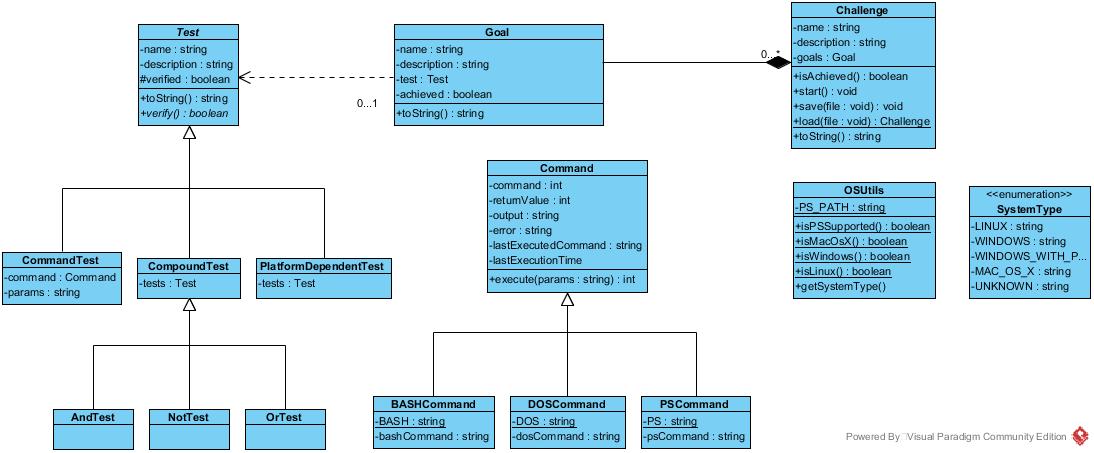 Test
-name : string
-description : string
#verified : boolean
+toString() : string
+verify() : boolean
Goal
-name : string
-description : string
-test : Test
-achieved : boolean
+toString() : string
0...1
0...*
Challenge
-name : string
-description : string
-goals : Goal
+isAchieved() : boolean
+start() : void
+save(file : void) : void
+load(file : void) : Challenge
+toString() : string
Command
-command : int
-returnValue : int
-output : string
-error : string
-lastExecutedCommand : string
-lastExecutionTime
+execute(params : string) : int
OSUtils
-PS_PATH : string
+isPSSupported() : boolean
+isMacOsX() : boolean
+isWindows() : boolean
+isLinux() : boolean
+getSystemType()
<<enumeration>>
SystemType
-LINUX : string
-WINDOWS : string
-WINDOWS_WITH_P...
-MAC_OS_X : string
-UNKNOWN : string
CommandTest
-command : Command
-params : string
CompoundTest
-tests : Test
PlatformDependentTest
-tests : Test
AndTest
NotTest
OrTest
BASHCommand
-BASH : string
-bashCommand : string
DOSCommand
-DOS : string
-dosCommand : string
PSCommand
-PS : string
-psCommand : string
Powered By Visual Paradigm Community Edition